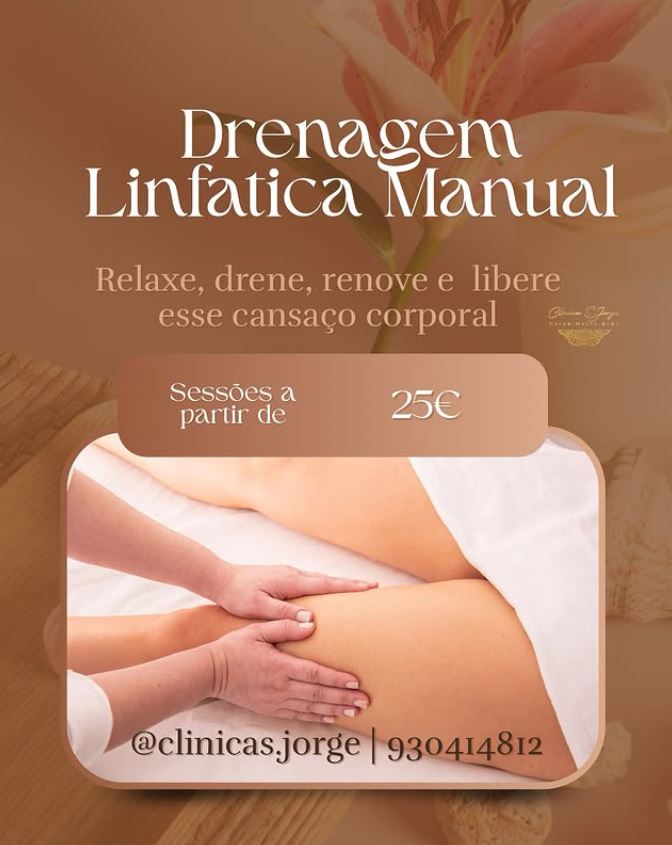 Drenagem
Linfatica Manual
Relaxe, drene, renove e libere
esse cansaço corporal
Sessões a
partir de
25€
@clinicas.jorge | 930414812